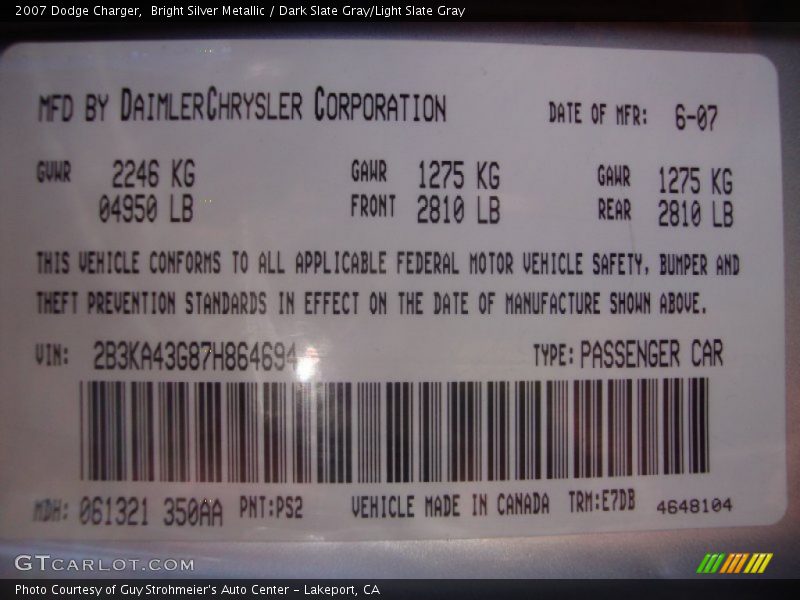 2007 Dodge Charger, Bright Silver Metallic / Dark Slate Gray/Light Slate Gray
MFD BY DAIMLERCHRYSLER CORPORATION DATE OF MFR: 6-07
GVWR 2246 KG GAWR 1275 KG GAWR 1275 KG
04950 LB FRONT 2810 LB REAR 2810 LB
THIS VEHICLE CONFORMS TO ALL APPLICABLE FEDERAL MOTOR VEHICLE SAFETY, BUMPER AND
THEFT PREVENTION STANDARDS IN EFFECT ON THE DATE OF MANUFACTURE SHOWN ABOVE.
VIN: 2B3KA43G87H864694 TYPE: PASSENGER CAR
MDH: 061321 350AA PNT:PS2 VEHICLE MADE IN CANADA TRM:E7DB 4648104
GTCARLOT.COM
Photo Courtesy of Guy Strohmeier's Auto Center - Lakeport, CA